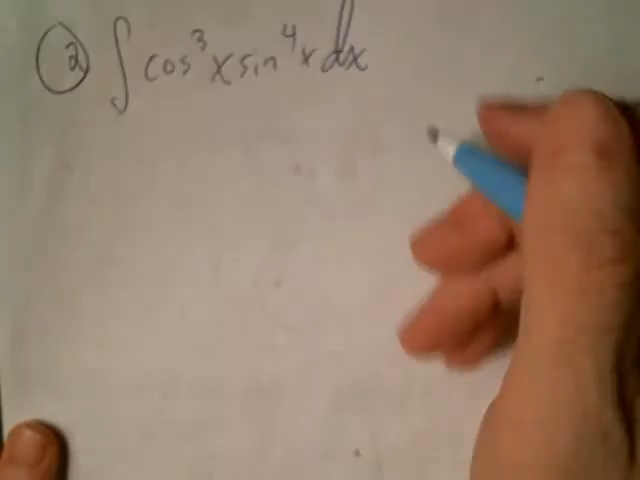 ② ∫ cos³x sin⁴x dx